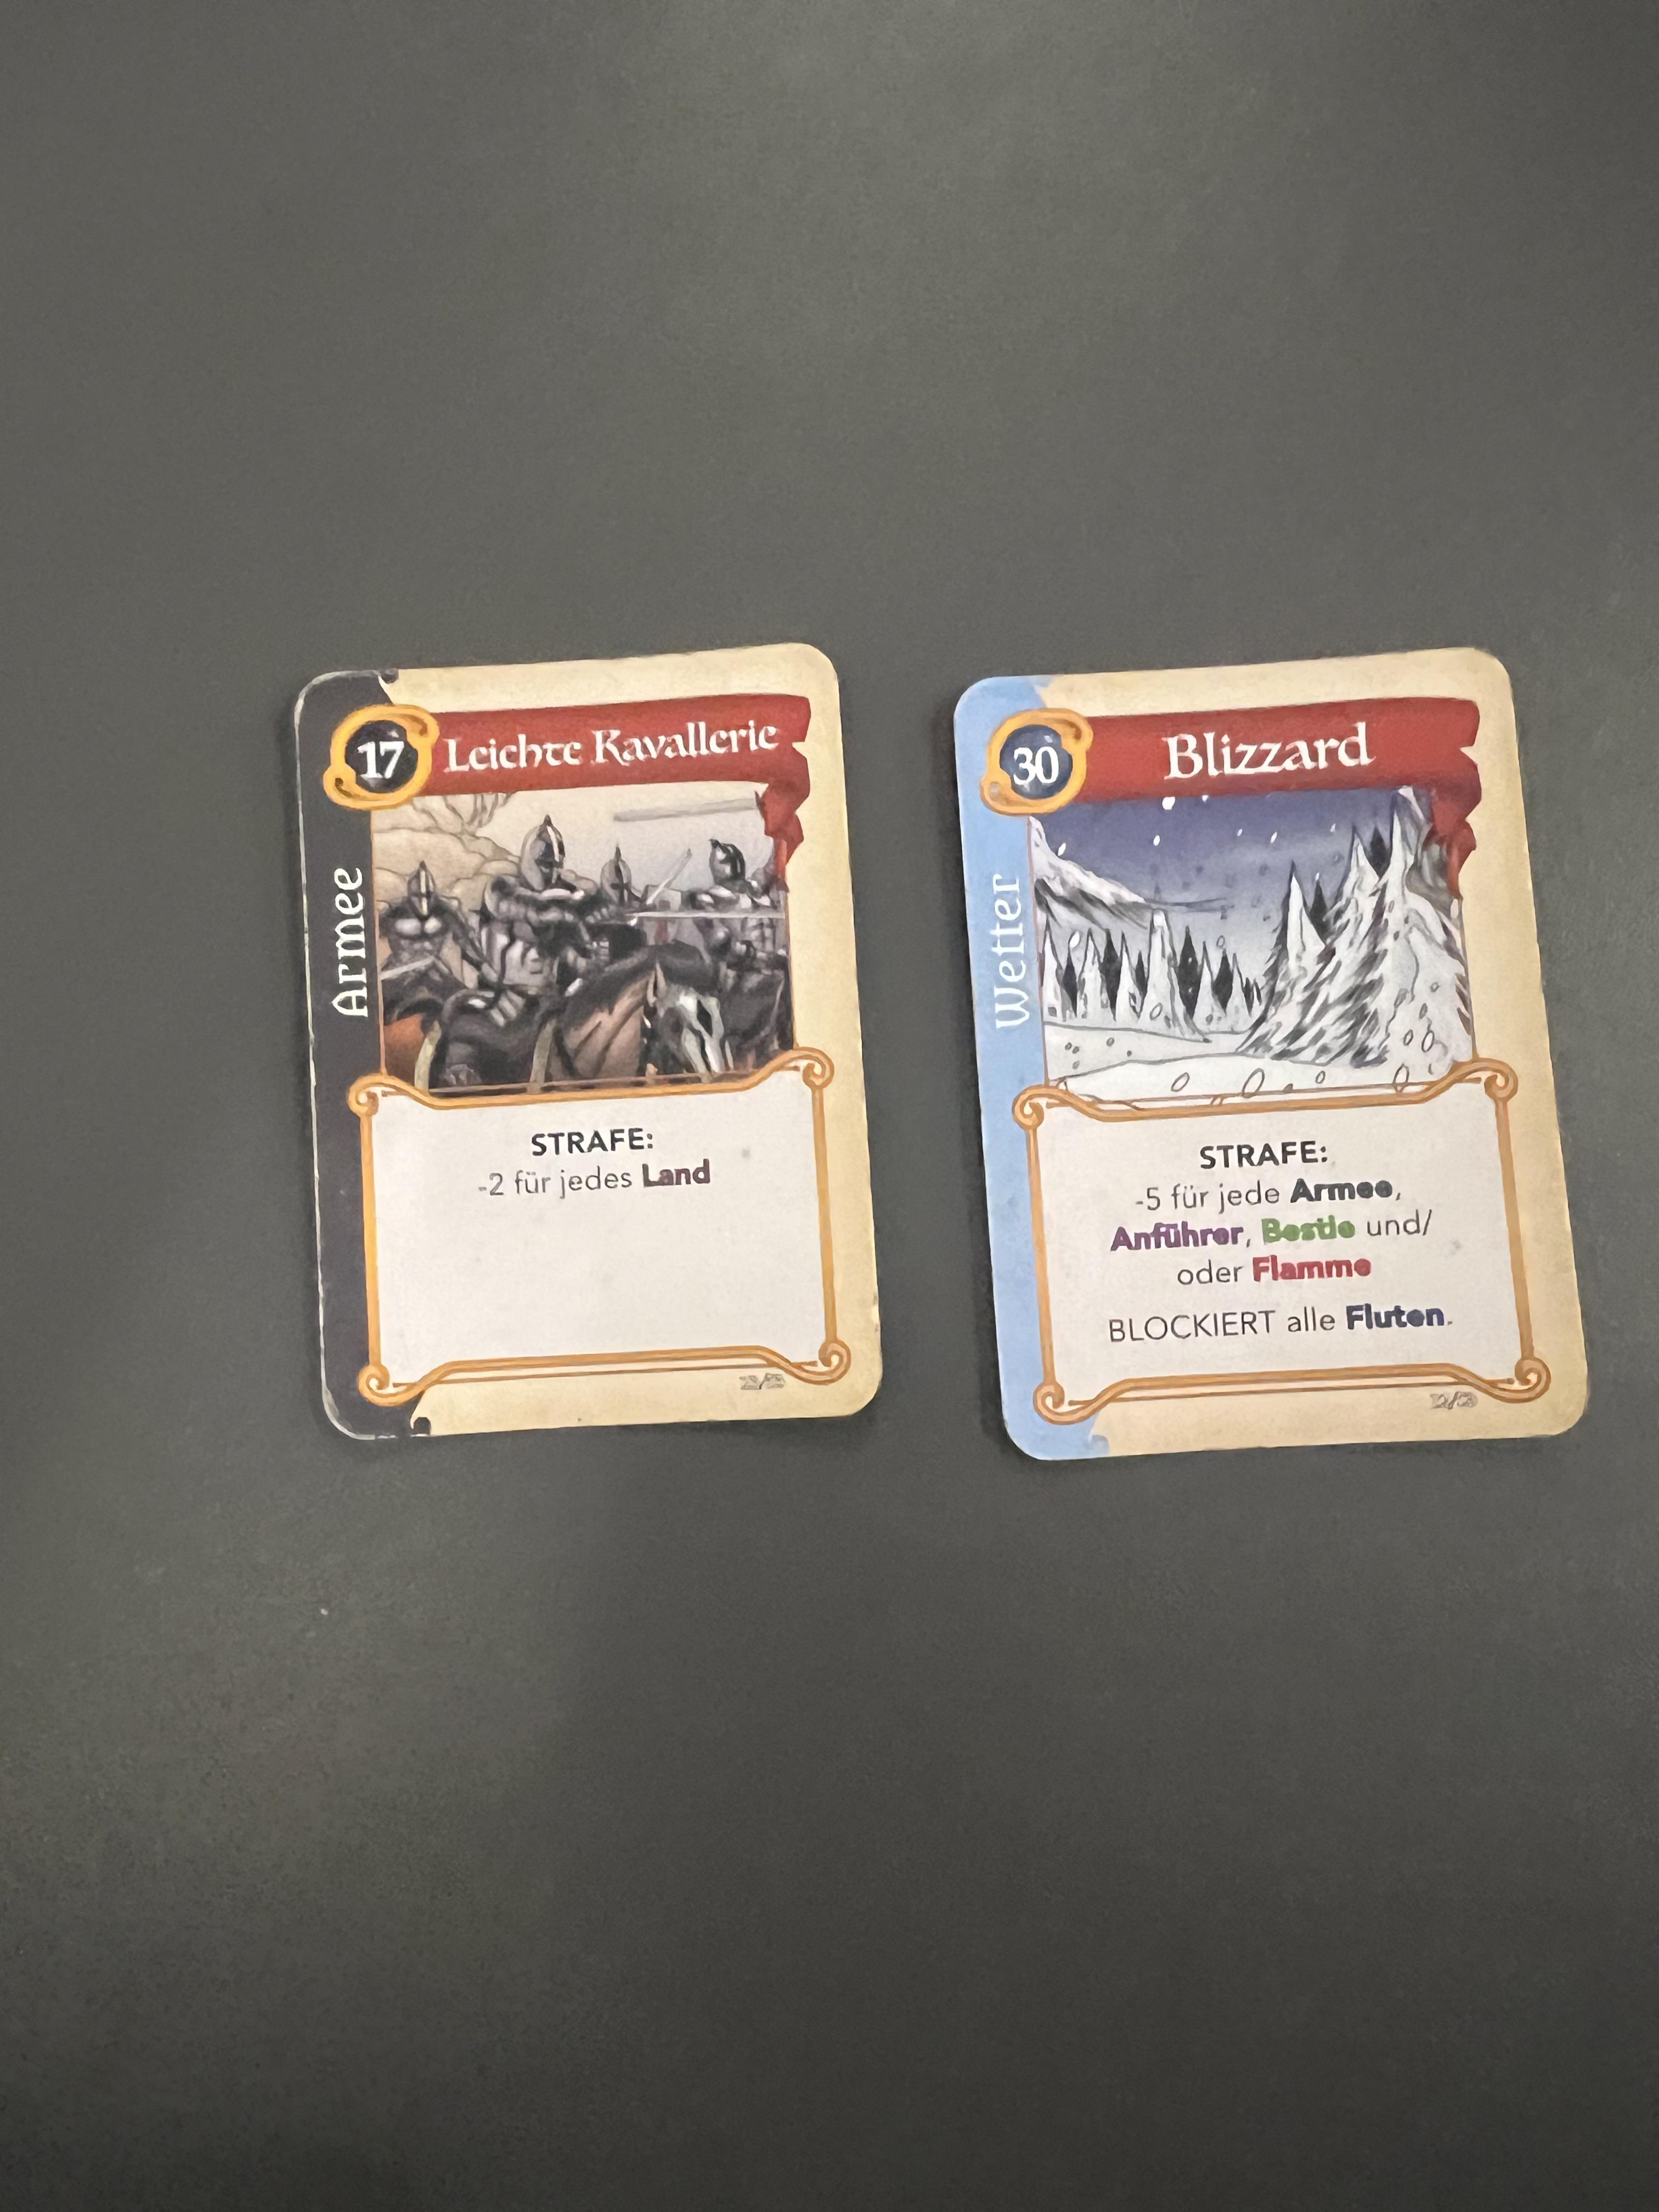 17 Leichte Kavallerie
Armee
STRAFE:
-2 für jedes Land
30 Blizzard
Wetter
STRAFE:
-5 für jede Armee,
Anführer, Bestie und/
oder Flamme
BLOCKIERT alle Fluten.